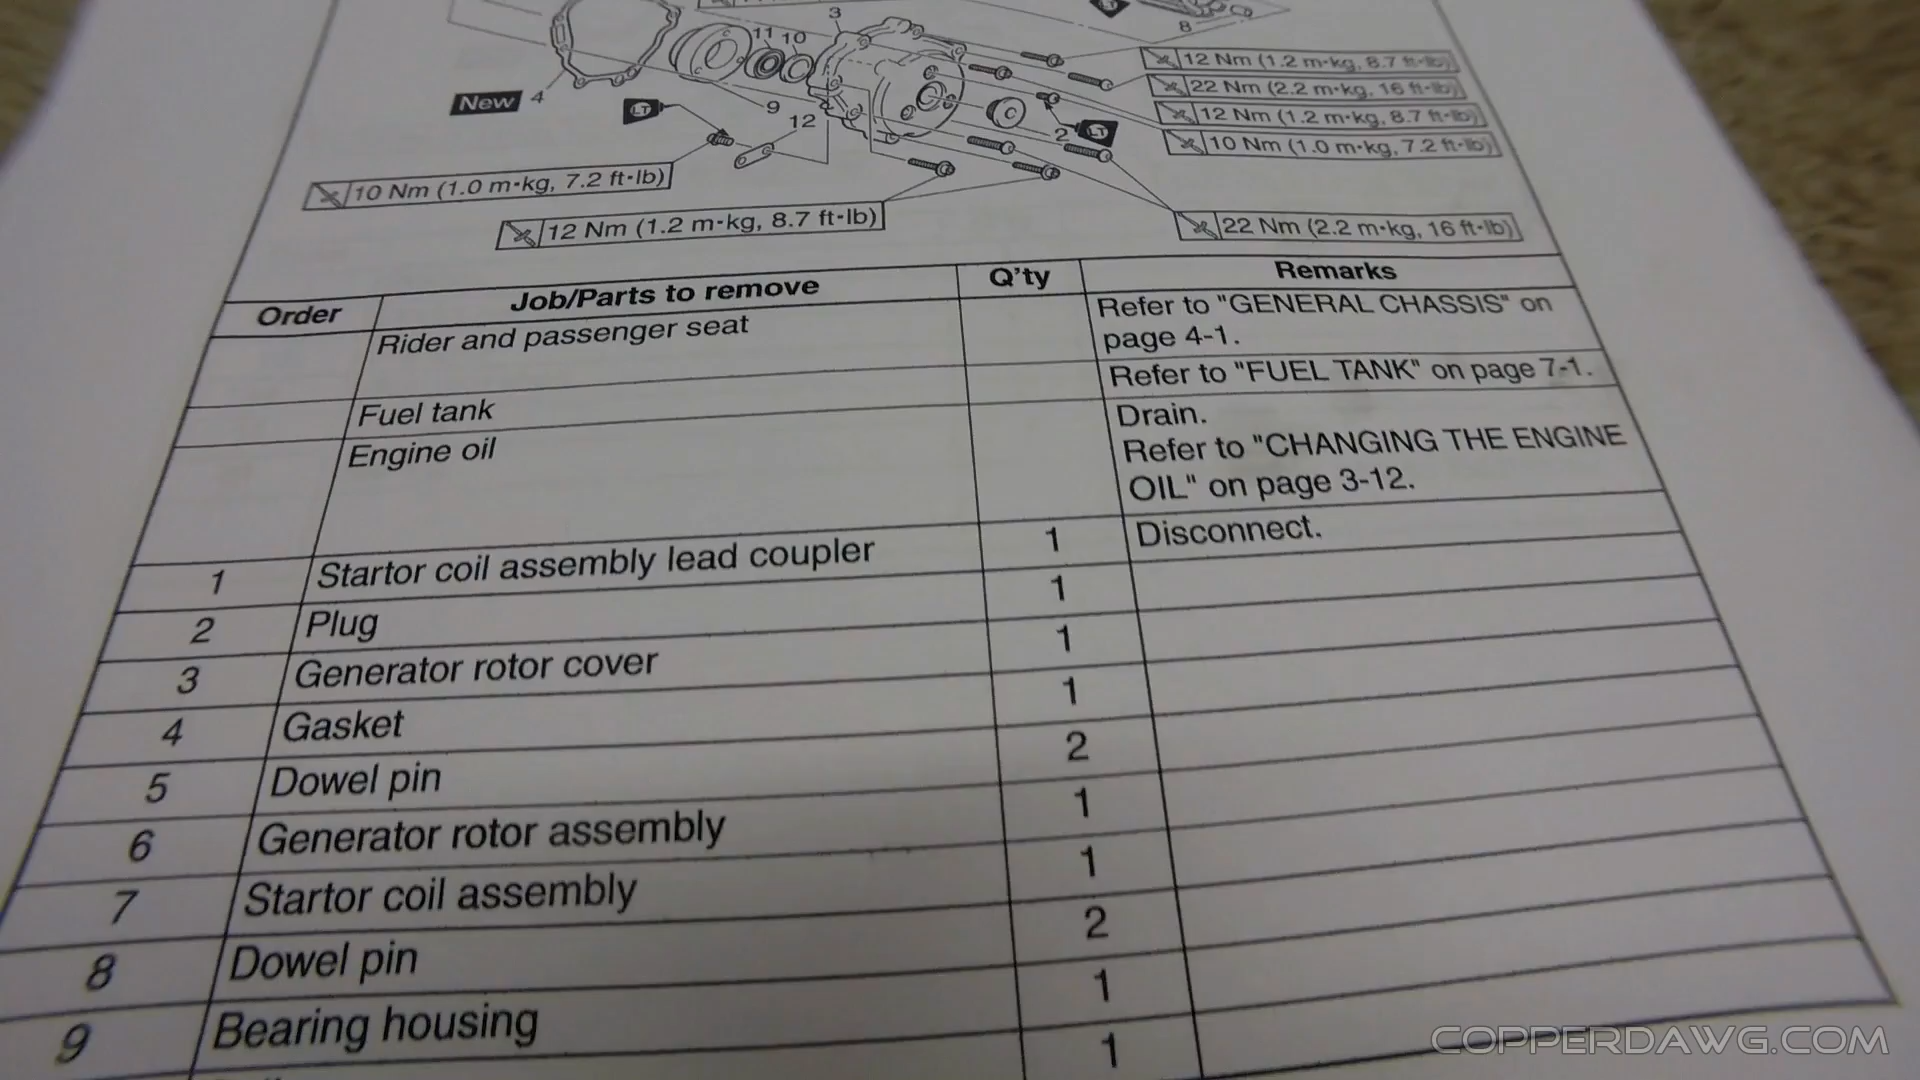 3
8
11 10
12 Nm (1.2 m•kg, 8.7 ft•lb)
22 Nm (2.2 m•kg, 16 ft•lb)
New 4
LT
9
12 Nm (1.2 m•kg, 8.7 ft•lb)
12
2
LT
10 Nm (1.0 m•kg, 7.2 ft•lb)
10 Nm (1.0 m•kg, 7.2 ft•lb)
12 Nm (1.2 m•kg, 8.7 ft•lb)
22 Nm (2.2 m•kg, 16 ft•lb)
Order Job/Parts to remove Q'ty Remarks
Rider and passenger seat Refer to "GENERAL CHASSIS" on
page 4-1.
Fuel tank Refer to "FUEL TANK" on page 7-1.
Engine oil Drain.
Refer to "CHANGING THE ENGINE
OIL" on page 3-12.
1 Startor coil assembly lead coupler 1 Disconnect.
2 Plug 1
3 Generator rotor cover 1
4 Gasket 1
5 Dowel pin 2
6 Generator rotor assembly 1
7 Startor coil assembly 1
8 Dowel pin 2
9 Bearing housing 1
1
COPPERDAWG.COM